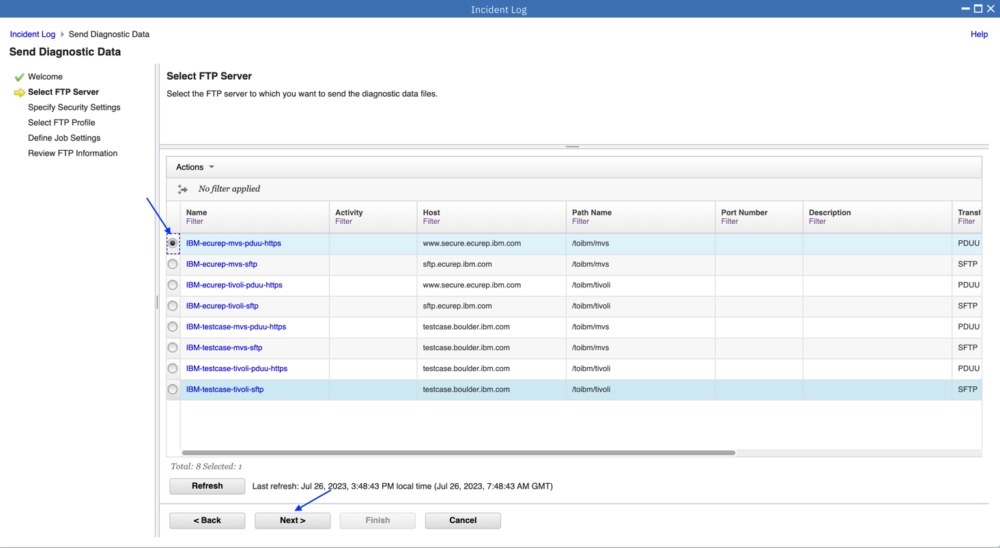 Incident Log
Incident Log Send Diagnostic Data
Help
Send Diagnostic Data
Welcome
Select FTP Server
Specify Security Settings
Select FTP Profile
Define Job Settings
Review FTP Information
Select FTP Server
Select the FTP server to which you want to send the diagnostic data files.
Actions
No filter applied
Name Activity Host Path Name Port Number Description Transf
Filter Filter Filter Filter Filter Filter Filter
IBM-ecurep-mvs-pduu-https www.secure.ecurep.ibm.com /toibm/mvs PDUU
IBM-ecurep-mvs-sftp sftp.ecurep.ibm.com /toibm/mvs SFTP
IBM-ecurep-tivoli-pduu-https www.secure.ecurep.ibm.com /toibm/tivoli PDUU
IBM-ecurep-tivoli-sftp sftp.ecurep.ibm.com /toibm/tivoli SFTP
IBM-testcase-mvs-pduu-https testcase.boulder.ibm.com /toibm/mvs PDUU
IBM-testcase-mvs-sftp testcase.boulder.ibm.com /toibm/mvs SFTP
IBM-testcase-tivoli-pduu-https testcase.boulder.ibm.com /toibm/tivoli PDUU
IBM-testcase-tivoli-sftp testcase.boulder.ibm.com /toibm/tivoli SFTP
Total: 8 Selected: 1
Refresh Last refresh: Jul 26, 2023, 3:48:43 PM local time (Jul 26, 2023, 7:48:43 AM GMT)
< Back Next > Finish Cancel